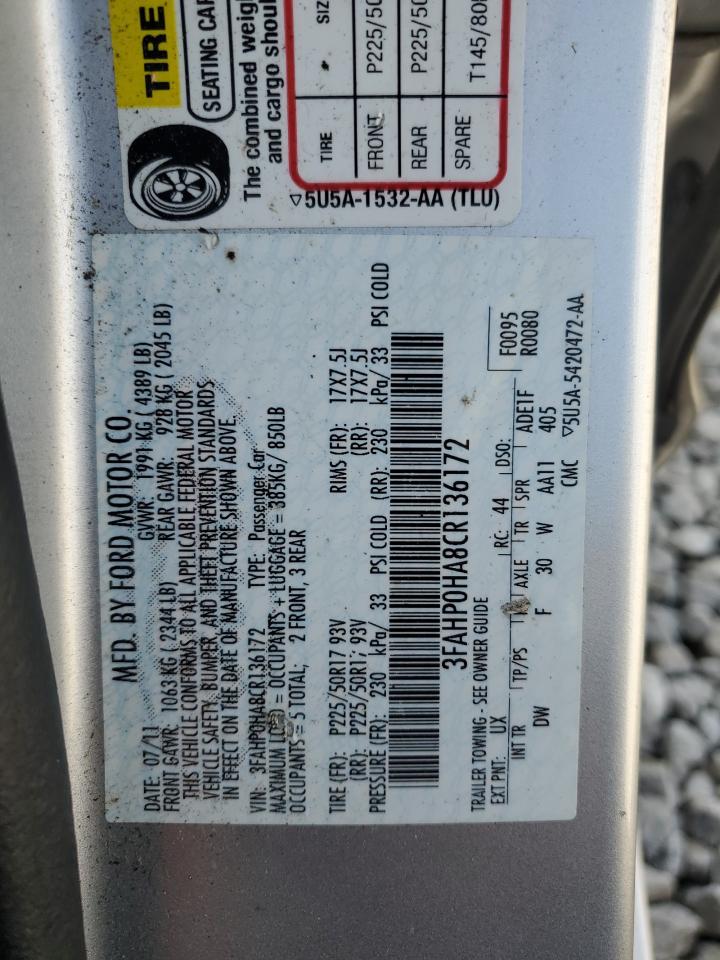 TIRE
SEATING CAP
The combined weigh
and cargo shoul
TIRE SIZ
FRONT P225/50
REAR P225/50
SPARE T145/80
▽5U5A-1532-AA (TLU)
MFD. BY FORD MOTOR CO.
DATE: 07/11 GVWR: 1991 KG ( 4389 LB)
FRONT GAWR: 1063 KG ( 2344 LB) REAR GAWR: 928 KG ( 2045 LB)
THIS VEHICLE CONFORMS TO ALL APPLICABLE FEDERAL MOTOR
VEHICLE SAFETY, BUMPER, AND THEFT PREVENTION STANDARDS
IN EFFECT ON THE DATE OF MANUFACTURE SHOWN ABOVE.
VIN: 3FAHP0HA8CR136172 TYPE: Passenger Car
MAXIMUM LOAD = OCCUPANTS + LUGGAGE = 385KG/ 850LB
OCCUPANTS = 5 TOTAL; 2 FRONT, 3 REAR
TIRE (FR): P225/50R17 93V RIMS (FR): 17X7.5J
(RR): P225/50R17 93V (RR): 17X7.5J
PRESSURE (FR): 230 kPa/ 33 PSI COLD (RR): 230 kPa/ 33 PSI COLD
3FAHP0HA8CR136172
TRAILER TOWING - SEE OWNER GUIDE F0095
EXT PNT: UX RC: 44 DSO: R0080
INT TR TP/PS AXLE TR SPR ADE1F
DW F 30 W AA11 405
CMC ▽5U5A-5420472-AA